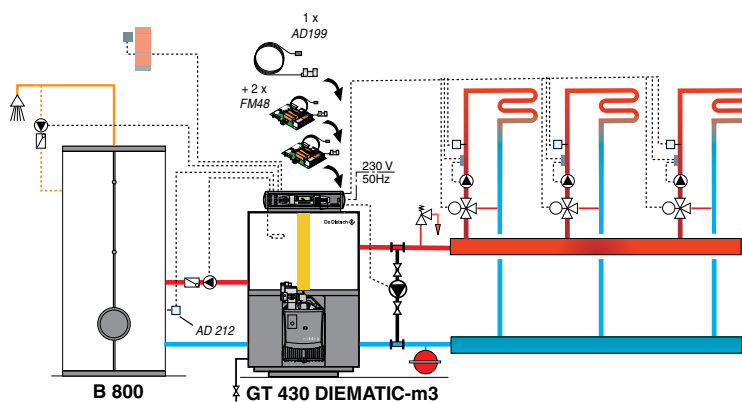 1 x
AD199
+ 2 x
FM48
230 V
50Hz
De Dietrich
AD 212
B 800
GT 430 DIEMATIC-m3